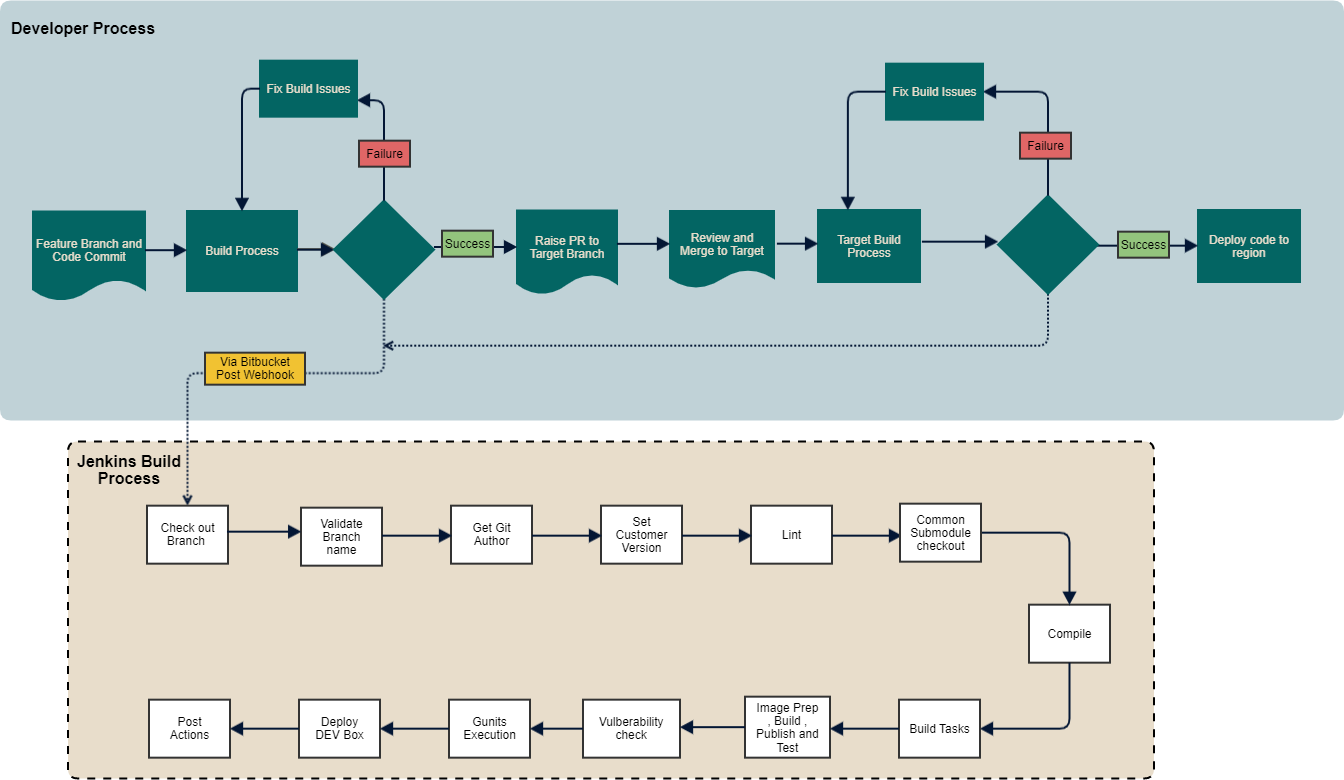 Developer Process
Fix Build Issues
Fix Build Issues
Failure
Failure
Feature Branch and
Code Commit
Build Process
Success
Raise PR to
Target Branch
Review and
Merge to Target
Target Build
Process
Success
Deploy code to
region
Via Bitbucket
Post Webhook
Jenkins Build
Process
Check out
Branch
Validate
Branch
name
Get Git
Author
Set
Customer
Version
Lint
Common
Submodule
checkout
Compile
Post
Actions
Deploy
DEV Box
Gunits
Execution
Vulberability
check
Image Prep
, Build ,
Publish and
Test
Build Tasks